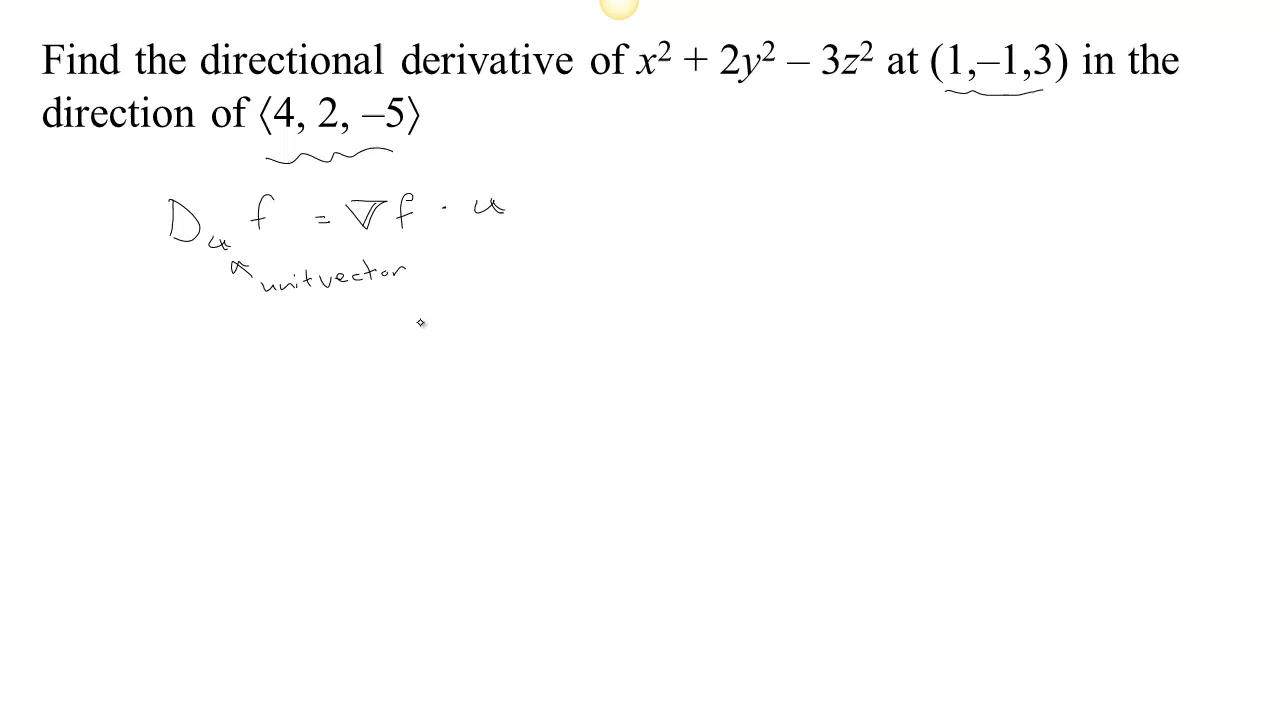 Find the directional derivative of x² + 2y² – 3z² at (1,–1,3) in the
direction of ⟨4, 2, –5⟩
D_u f = ∇f · u
unit vector